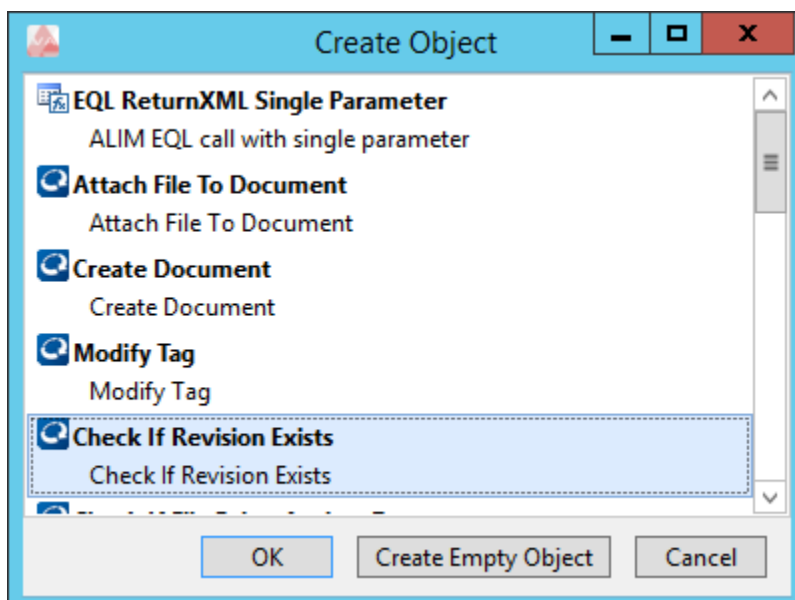 Create Object
EQL ReturnXML Single Parameter
ALIM EQL call with single parameter
Attach File To Document
Attach File To Document
Create Document
Create Document
Modify Tag
Modify Tag
Check If Revision Exists
Check If Revision Exists
OK
Create Empty Object
Cancel